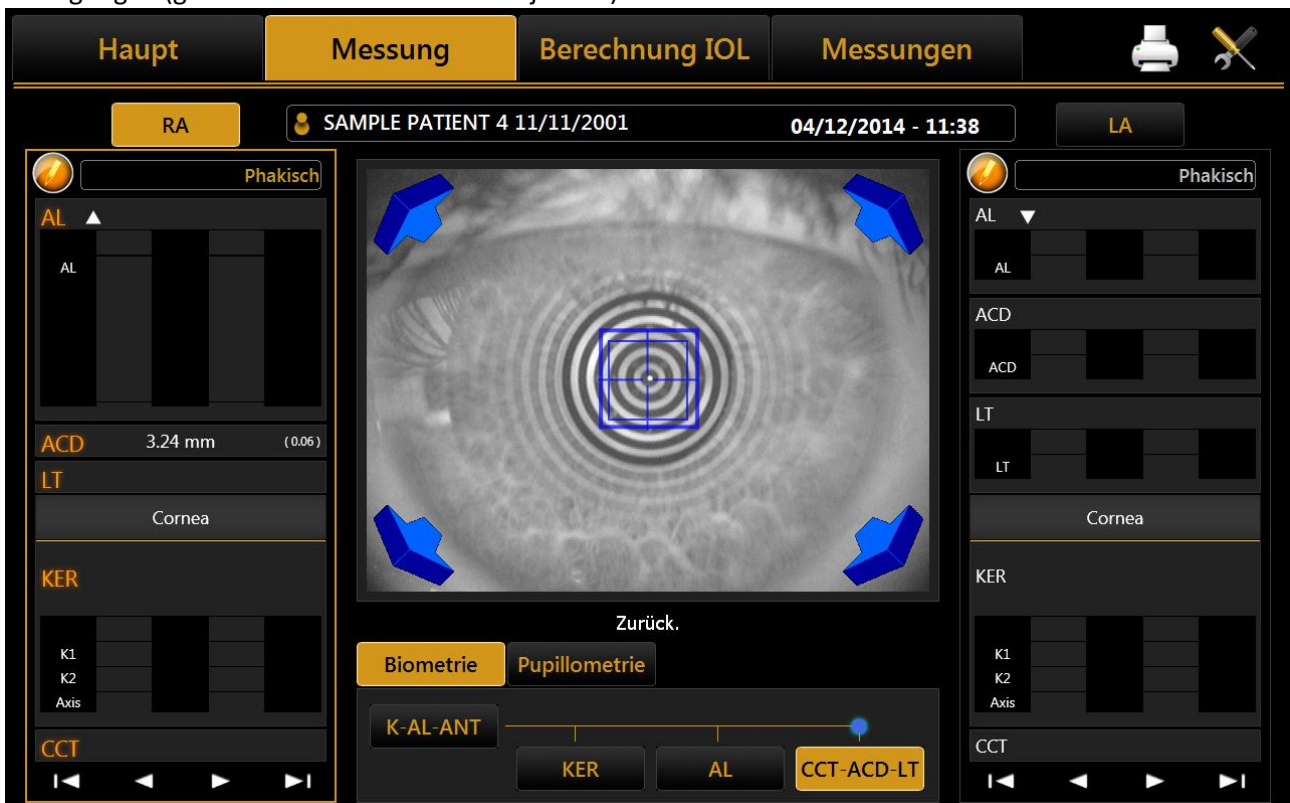 Haupt Messung Berechnung IOL Messungen
RA SAMPLE PATIENT 4 11/11/2001 04/12/2014 - 11:38 LA
Phakisch
AL
AL
ACD 3.24 mm (0.06)
LT
Cornea
KER
K1
K2
Axis
CCT
Zurück.
Biometrie Pupillometrie
K-AL-ANT
KER AL CCT-ACD-LT
Phakisch
AL
AL
ACD
ACD
LT
LT
Cornea
KER
K1
K2
Axis
CCT